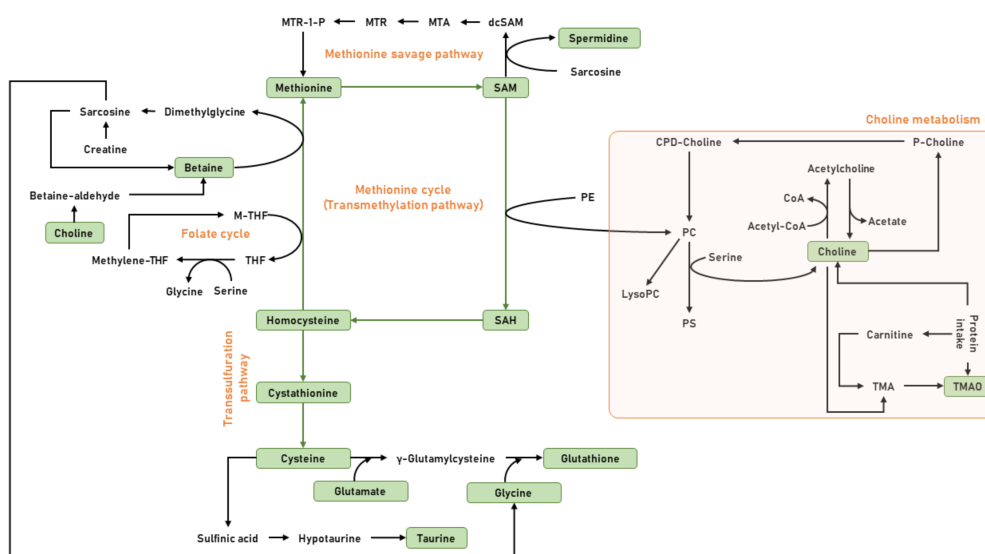 MTR-1-P
MTR
MTA
dcSAM
Spermidine
Methionine savage pathway
Sarcosine
Methionine
SAM
Choline metabolism
Sarcosine
Dimethylglycine
Creatine
Betaine
CPD-Choline
P-Choline
Acetylcholine
Betaine-aldehyde
Methionine cycle
(Transmethylation pathway)
PE
CoA
Acetyl-CoA
Acetate
Choline
M-THF
Folate cycle
PC
Choline
Methylene-THF
THF
Serine
Glycine
Serine
LysoPC
Homocysteine
SAH
PS
Protein
intake
Carnitine
Transsulfuration
pathway
TMA
TMAO
Cystathionine
Cysteine
γ-Glutamylcysteine
Glutathione
Glutamate
Glycine
Sulfinic acid
Hypotaurine
Taurine